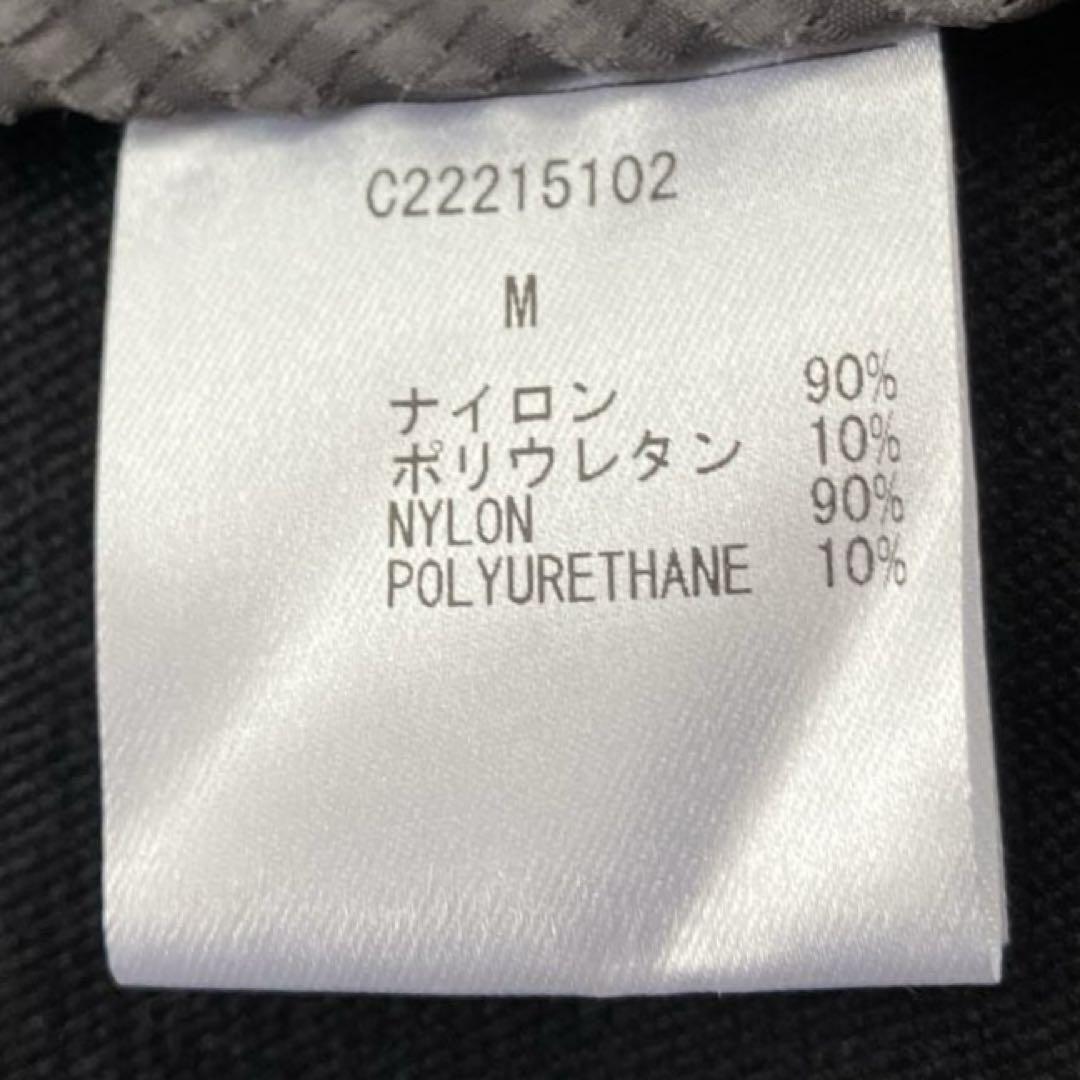 C22215102
M
ナイロン 90%
ポリウレタン 10%
NYLON 90%
POLYURETHANE 10%